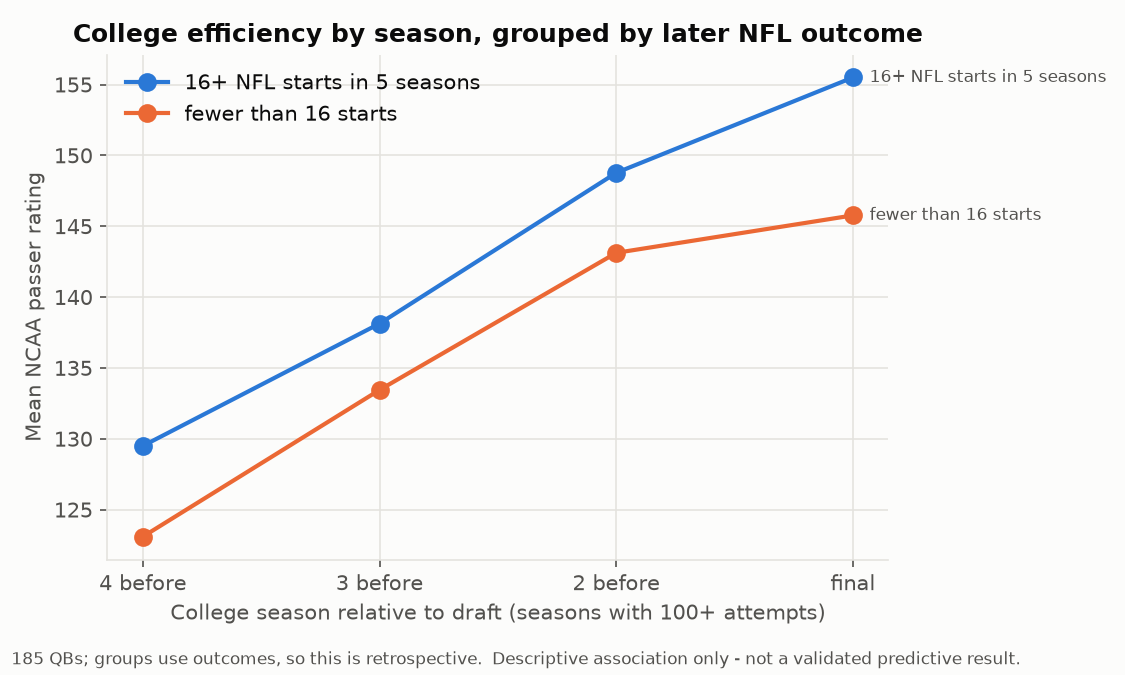 College efficiency by season, grouped by later NFL outcome
16+ NFL starts in 5 seasons
fewer than 16 starts
16+ NFL starts in 5 seasons
fewer than 16 starts
155
150
145
140
135
130
125
Mean NCAA passer rating
4 before
3 before
2 before
final
College season relative to draft (seasons with 100+ attempts)
185 QBs; groups use outcomes, so this is retrospective.  Descriptive association only - not a validated predictive result.